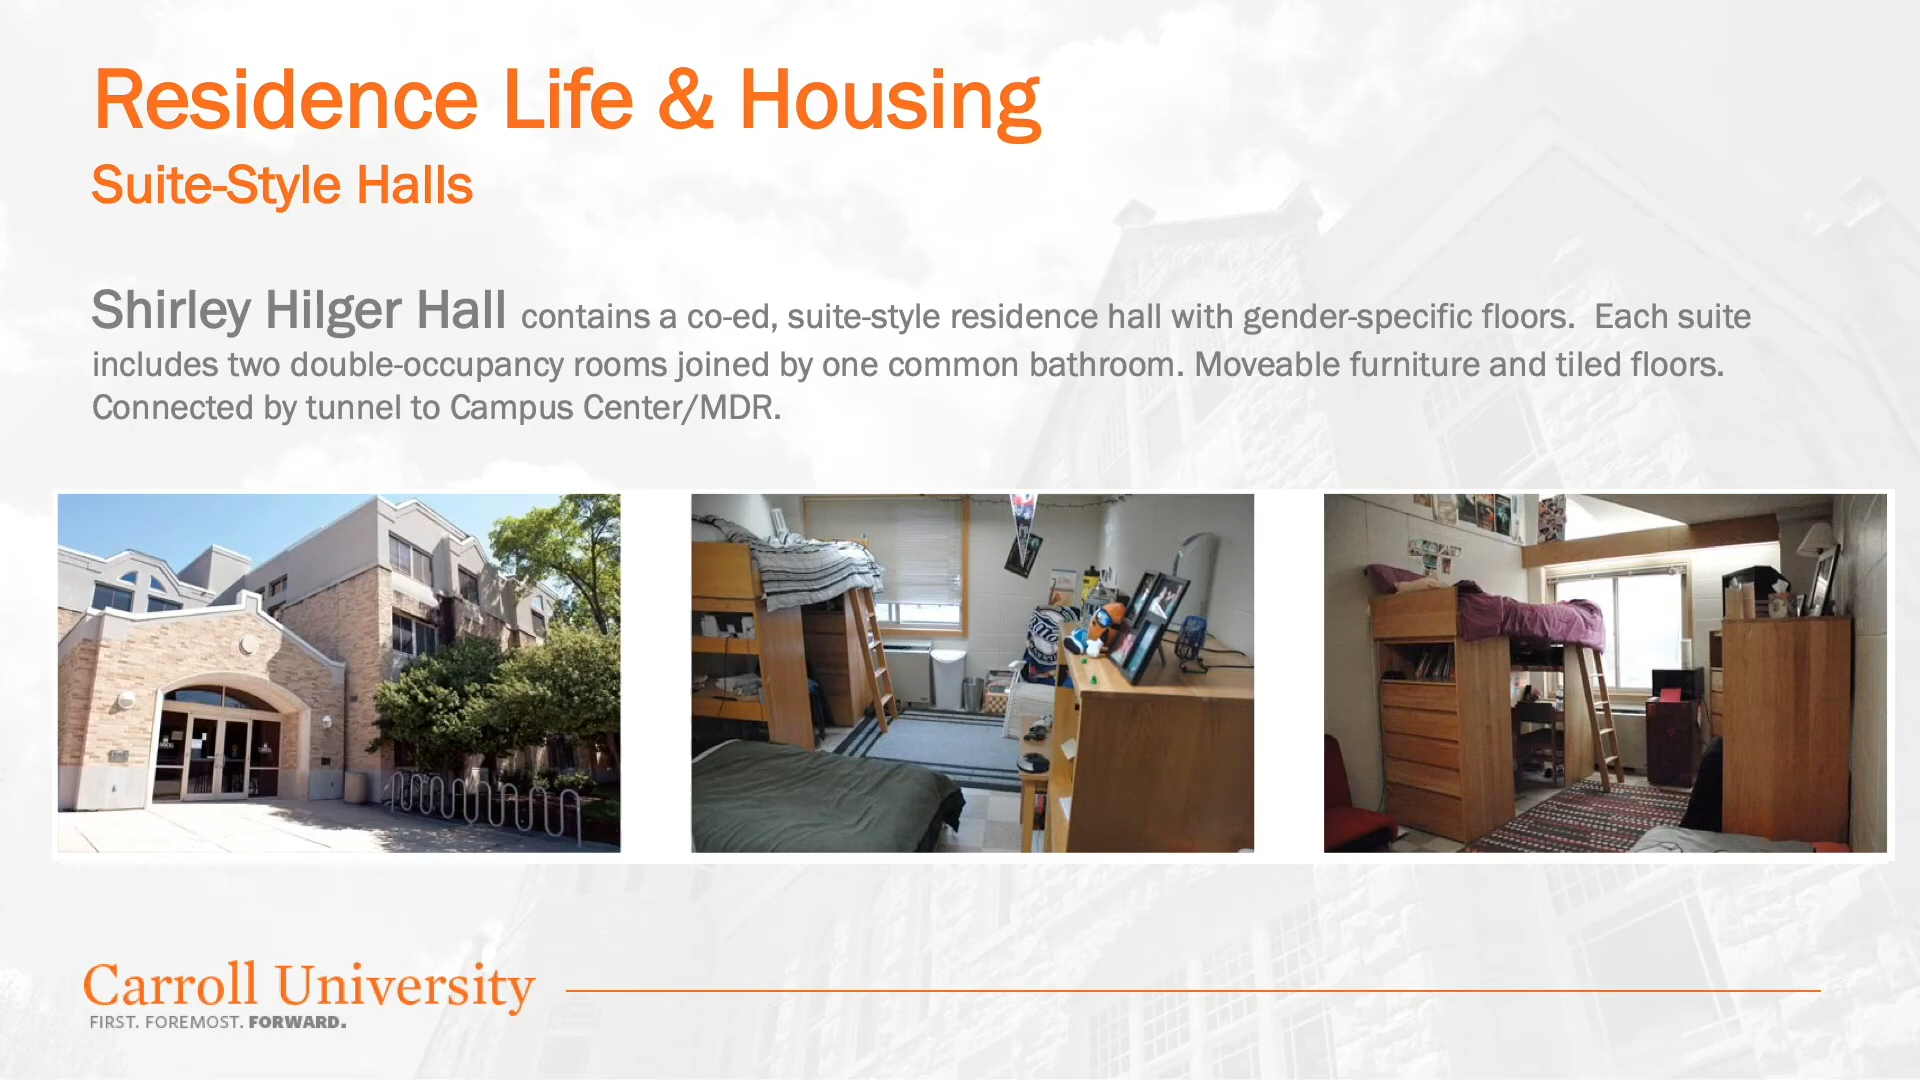 Residence Life & Housing
Suite-Style Halls
Shirley Hilger Hall contains a co-ed, suite-style residence hall with gender-specific floors.  Each suite
includes two double-occupancy rooms joined by one common bathroom. Moveable furniture and tiled floors.
Connected by tunnel to Campus Center/MDR.
Carroll University
FIRST. FOREMOST. FORWARD.